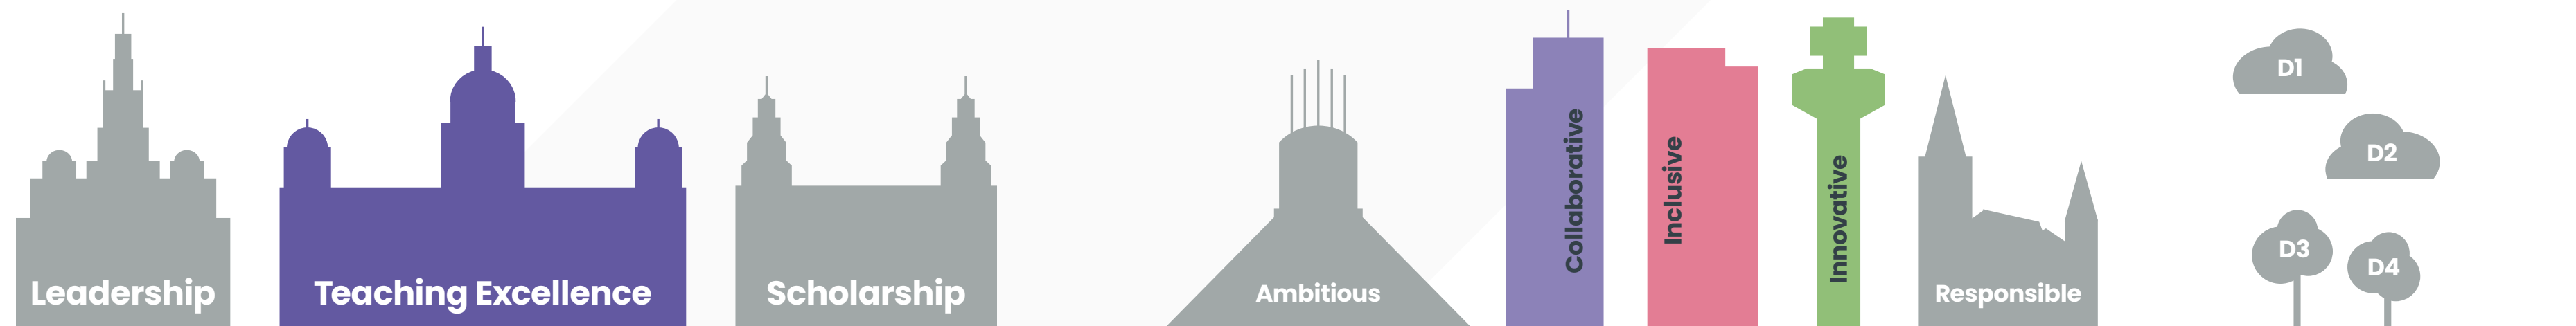 Leadership
Teaching Excellence
Scholarship
Ambitious
Collaborative
Inclusive
Innovative
Responsible
D1
D2
D3
D4